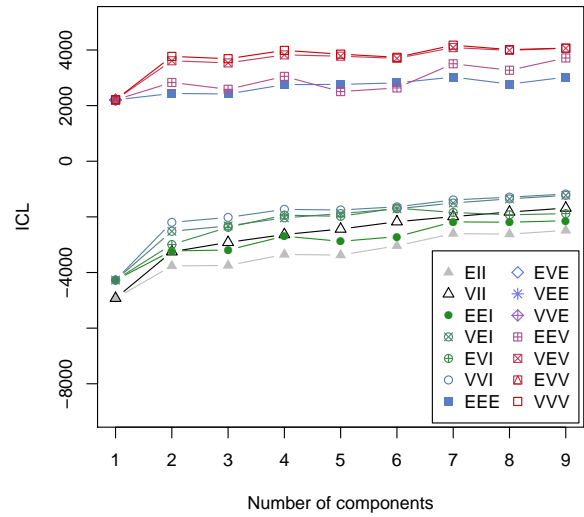 4000
2000
0
−4000
−8000
ICL
1 2 3 4 5 6 7 8 9
Number of components
EII EVE
VII VEE
EEI VVE
VEI EEV
EVI VEV
VVI EVV
EEE VVV